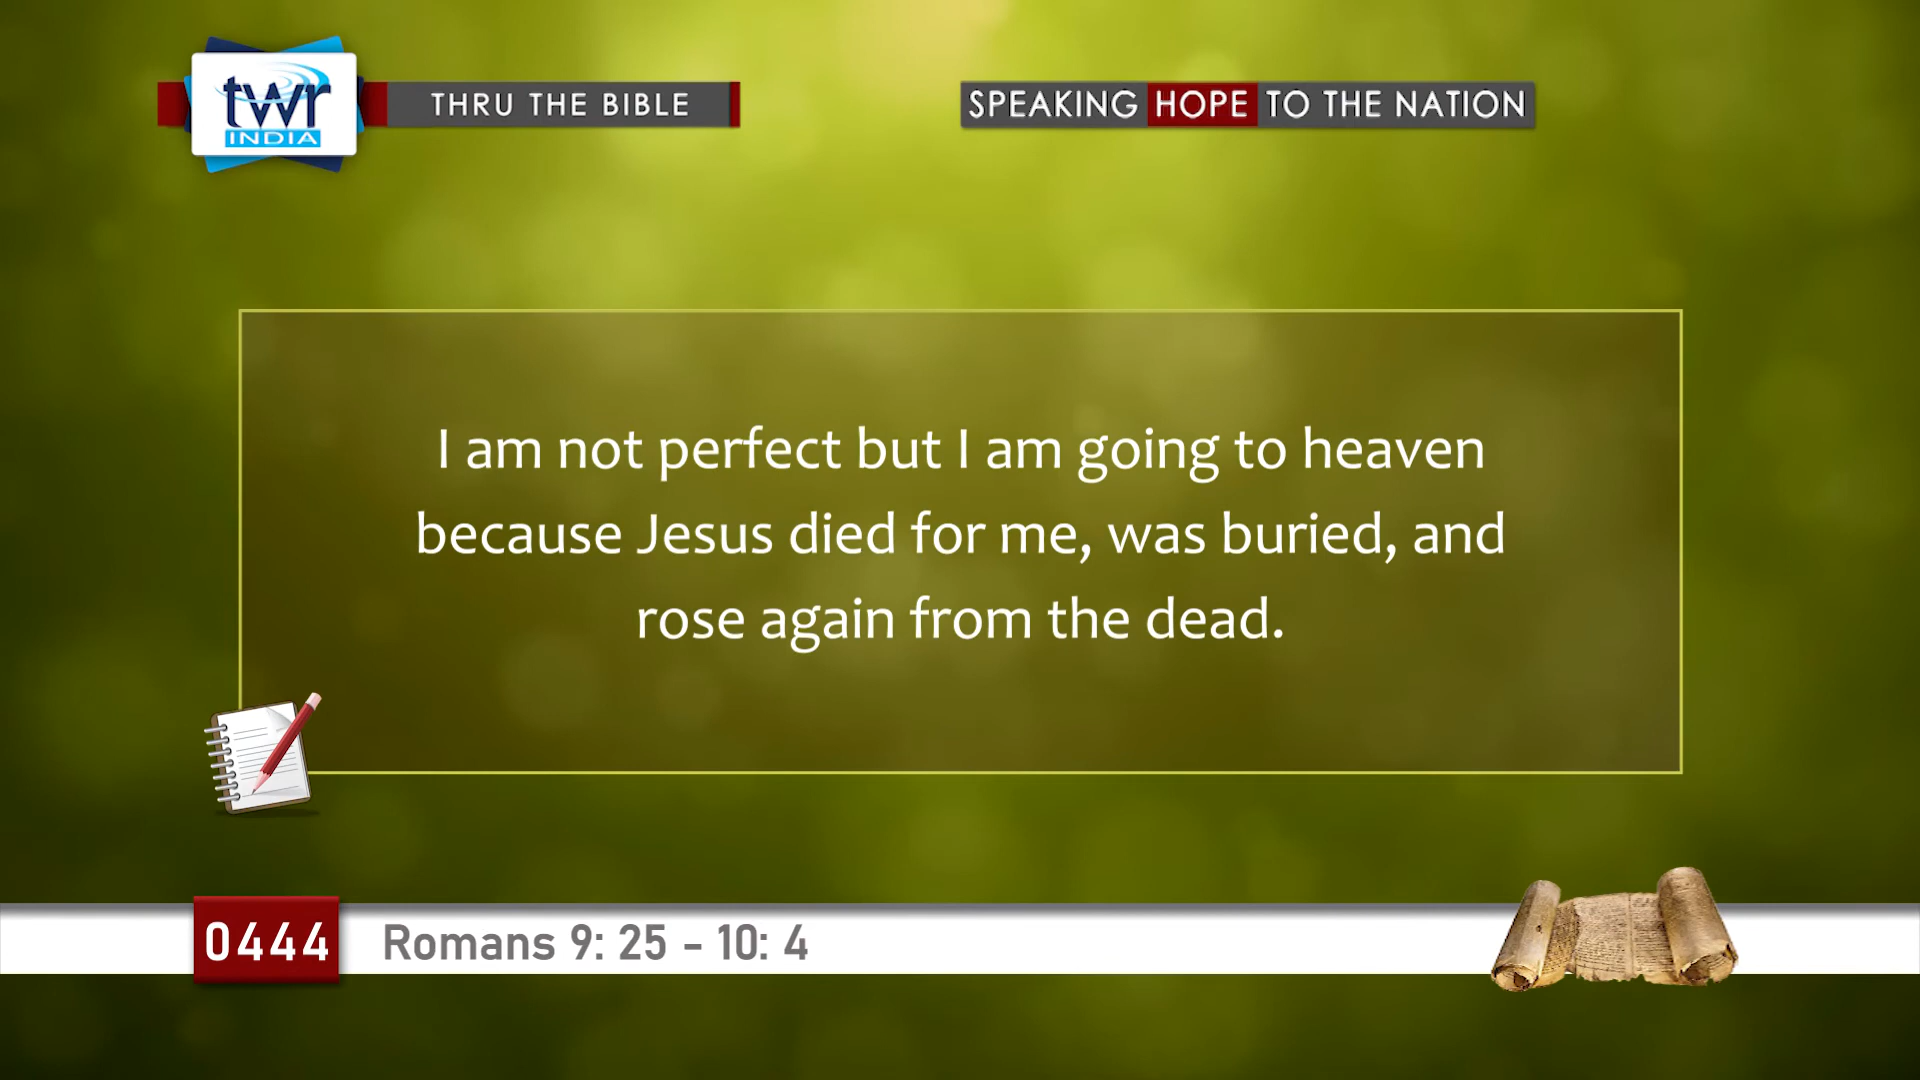 twr
INDIA
THRU THE BIBLE
SPEAKING HOPE TO THE NATION
I am not perfect but I am going to heaven
because Jesus died for me, was buried, and
rose again from the dead.
0444
Romans 9: 25 - 10: 4